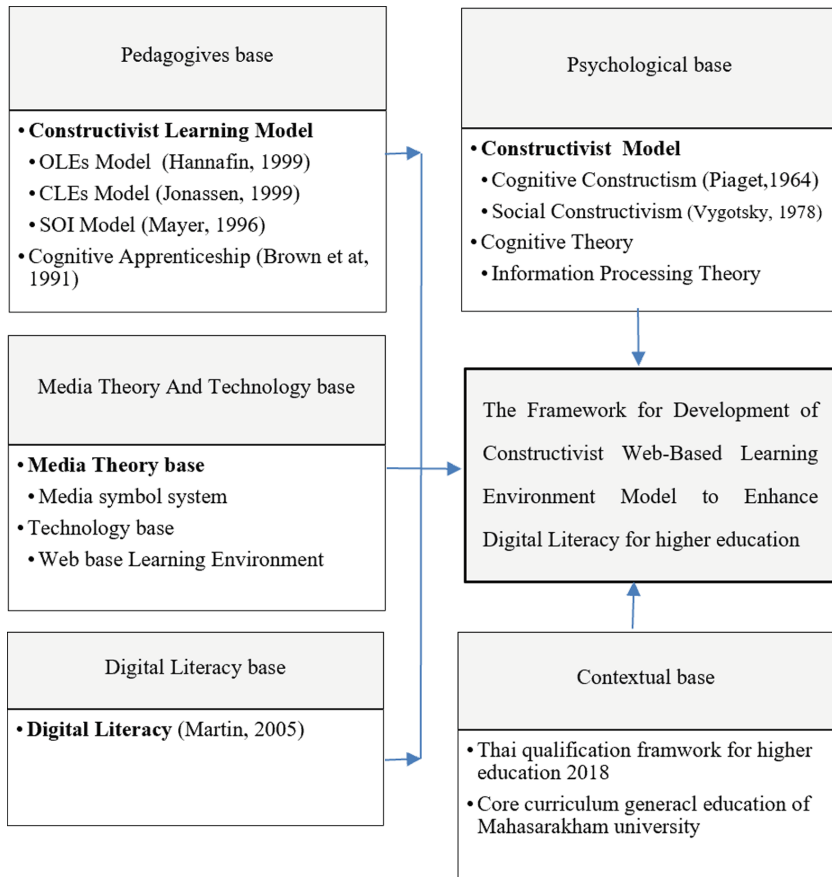 Pedagogives base
• Constructivist Learning Model
• OLEs Model (Hannafin, 1999)
• CLEs Model (Jonassen, 1999)
• SOI Model (Mayer, 1996)
• Cognitive Apprenticeship (Brown et at,
1991)
Psychological base
• Constructivist Model
• Cognitive Constructism (Piaget,1964)
• Social Constructivism (Vygotsky, 1978)
• Cognitive Theory
• Information Processing Theory
Media Theory And Technology base
• Media Theory base
• Media symbol system
• Technology base
• Web base Learning Environment
The Framework for Development of
Constructivist Web-Based Learning
Environment Model to Enhance
Digital Literacy for higher education
Digital Literacy base
• Digital Literacy (Martin, 2005)
Contextual base
• Thai qualification framwork for higher
education 2018
• Core curriculum generacl education of
Mahasarakham university